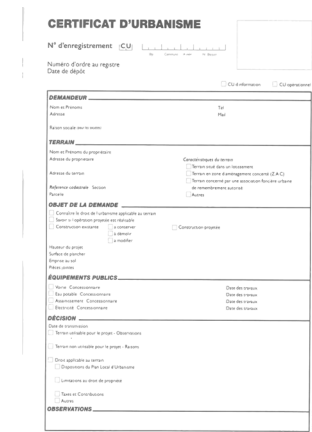 CERTIFICAT D'URBANISME
N° d'enregistrement CU
Numéro d'ordre au registre
Date de dépôt
CU d'information CU opérationnel
DEMANDEUR
Nom et Prénoms Tel
Adresse Mail
Raison sociale
TERRAIN
Nom et Prénoms du propriétaire
Adresse du propriétaire Caractéristiques du terrain
Terrain situé dans un lotissement
Adresse du terrain Terrain en zone d'aménagement concerté (Z.A.C)
Terrain concerné par une association foncière urbaine
Référence cadastrale Section de remembrement autorisé
Parcelle Autres
OBJET DE LA DEMANDE
Connaître le droit de l'urbanisme applicable au terrain
Savoir si l'opération projetée est réalisable
Construction existante à conserver Construction projetée
à démolir
à modifier
Hauteur du projet
Surface de plancher
Emprise au sol
Pièces jointes
ÉQUIPEMENTS PUBLICS
Voirie Concessionnaire Date des travaux
Eau potable Concessionnaire Date des travaux
Assainissement Concessionnaire Date des travaux
Electricité Concessionnaire Date des travaux
DÉCISION
Date de transmission
Terrain utilisable pour le projet - Observations
Terrain non utilisable pour le projet - Raisons
Droit applicable au terrain
Dispositions du Plan Local d'Urbanisme
Limitations au droit de propriété
Taxes et Contributions
Autres
OBSERVATIONS